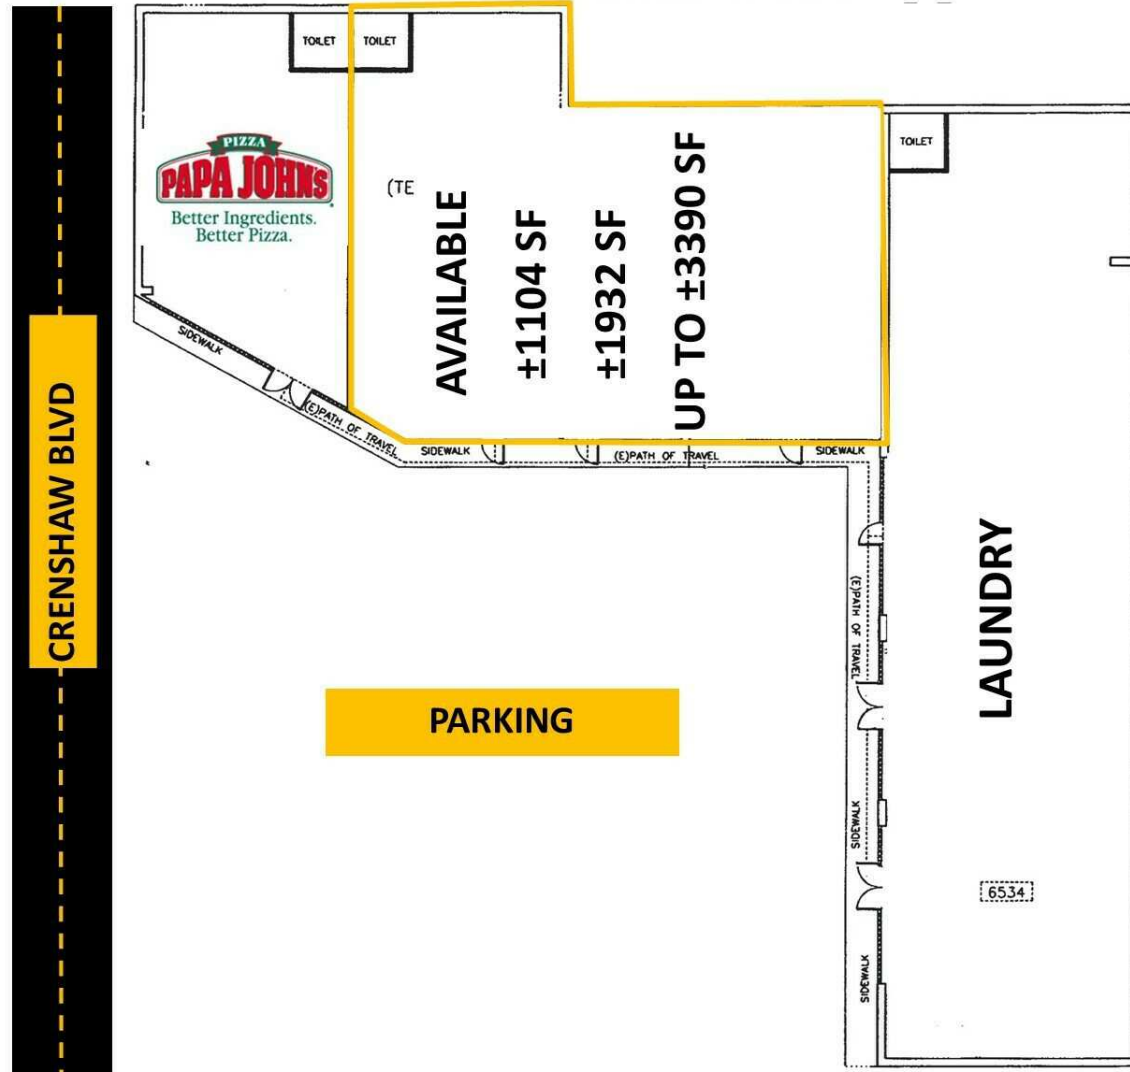 TOILET
TOILET
TOILET
PIZZA
PAPA JOHN'S
Better Ingredients.
Better Pizza.
(TE
AVAILABLE
±1104 SF
±1932 SF
UP TO ±3390 SF
SIDEWALK
(E)PATH OF TRAVEL
SIDEWALK
(E)PATH OF TRAVEL
SIDEWALK
CRENSHAW BLVD
(E)PATH OF TRAVEL
LAUNDRY
PARKING
SIDEWALK
6534
SIDEWALK